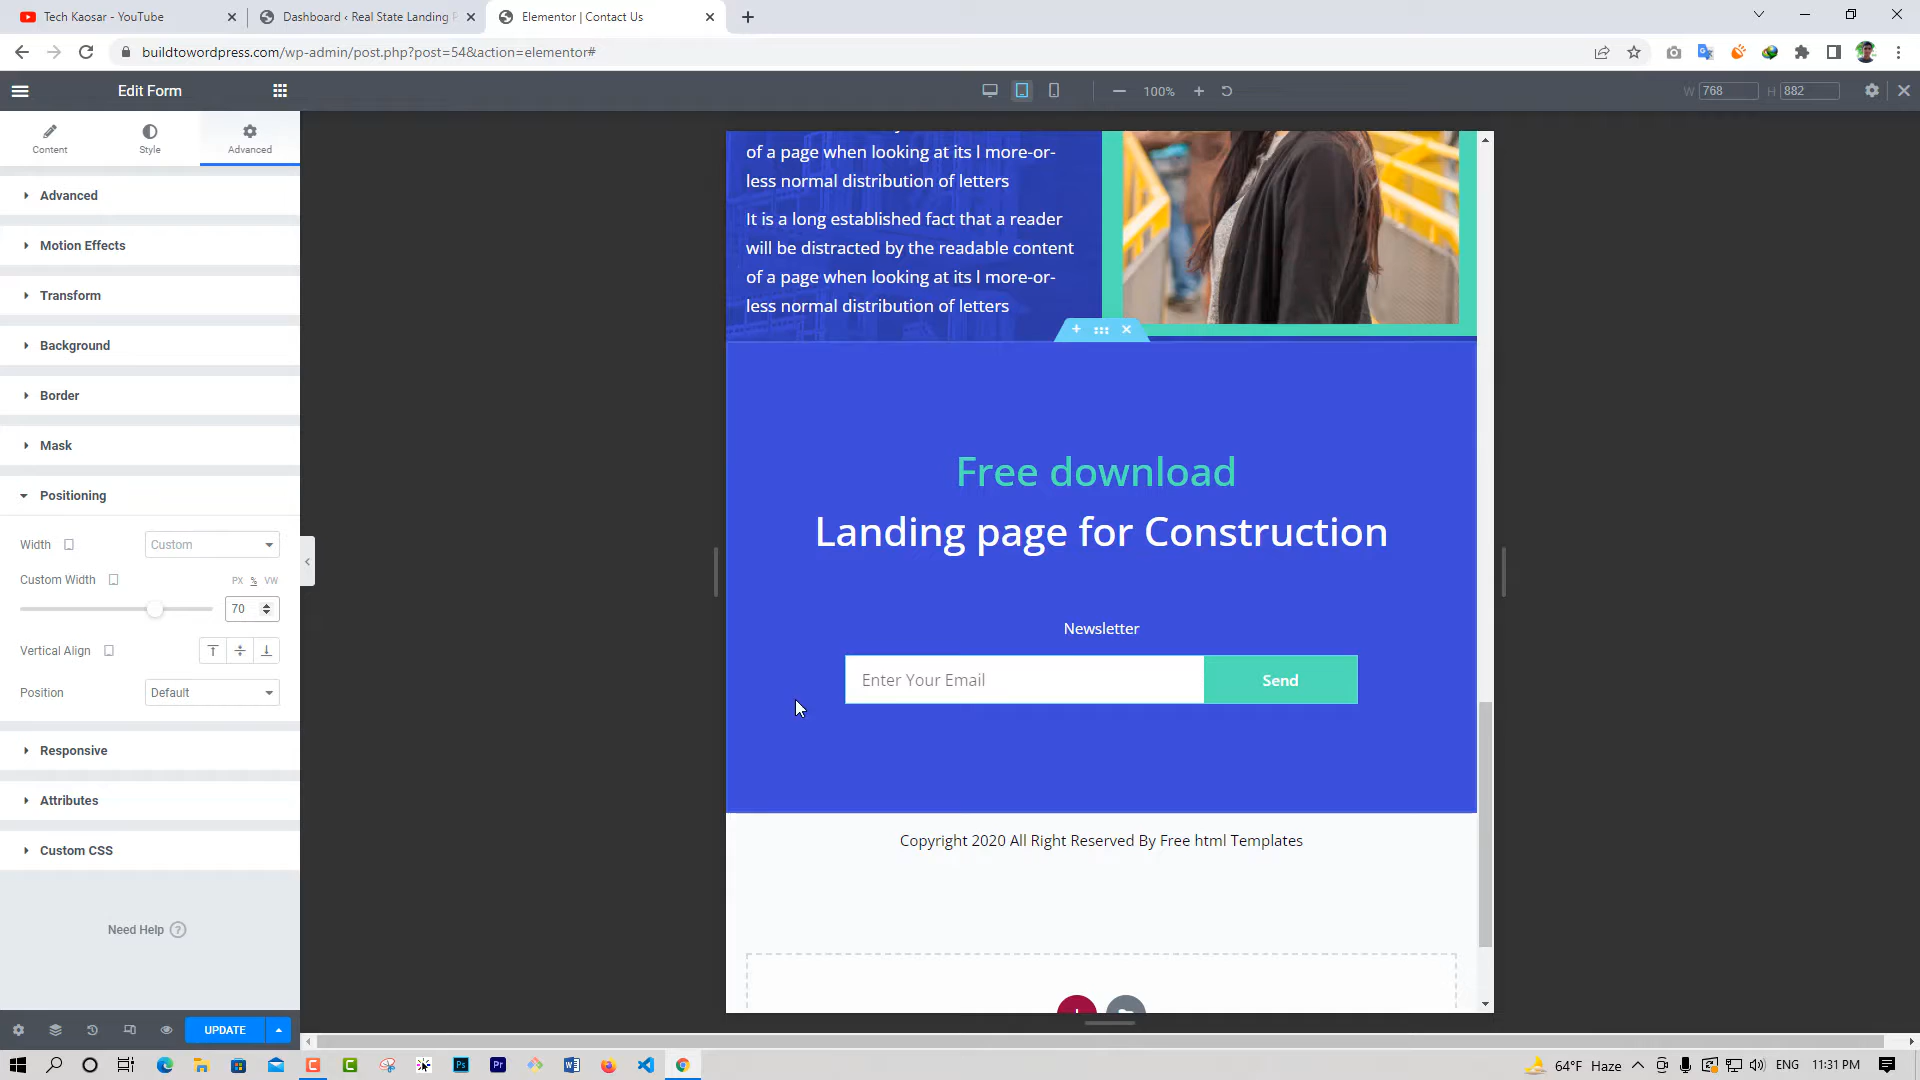 Tech Kaosar - YouTube
Dashboard ‹ Real State Landing
Elementor | Contact Us
buildtowordpress.com/wp-admin/post.php?post=54&action=elementor#
Edit Form
100%
W 768
H 882
Content
Style
Advanced
Advanced
Motion Effects
Transform
Background
Border
Mask
Positioning
Width
Custom
Custom Width
PX % VW
70
Vertical Align
Position
Default
Responsive
Attributes
Custom CSS
Need Help ?
UPDATE
of a page when looking at its l more-or-
less normal distribution of letters
It is a long established fact that a reader
will be distracted by the readable content
of a page when looking at its l more-or-
less normal distribution of letters
Free download
Landing page for Construction
Newsletter
Enter Your Email
Send
Copyright 2020 All Right Reserved By Free html Templates
64°F Haze
ENG
11:31 PM